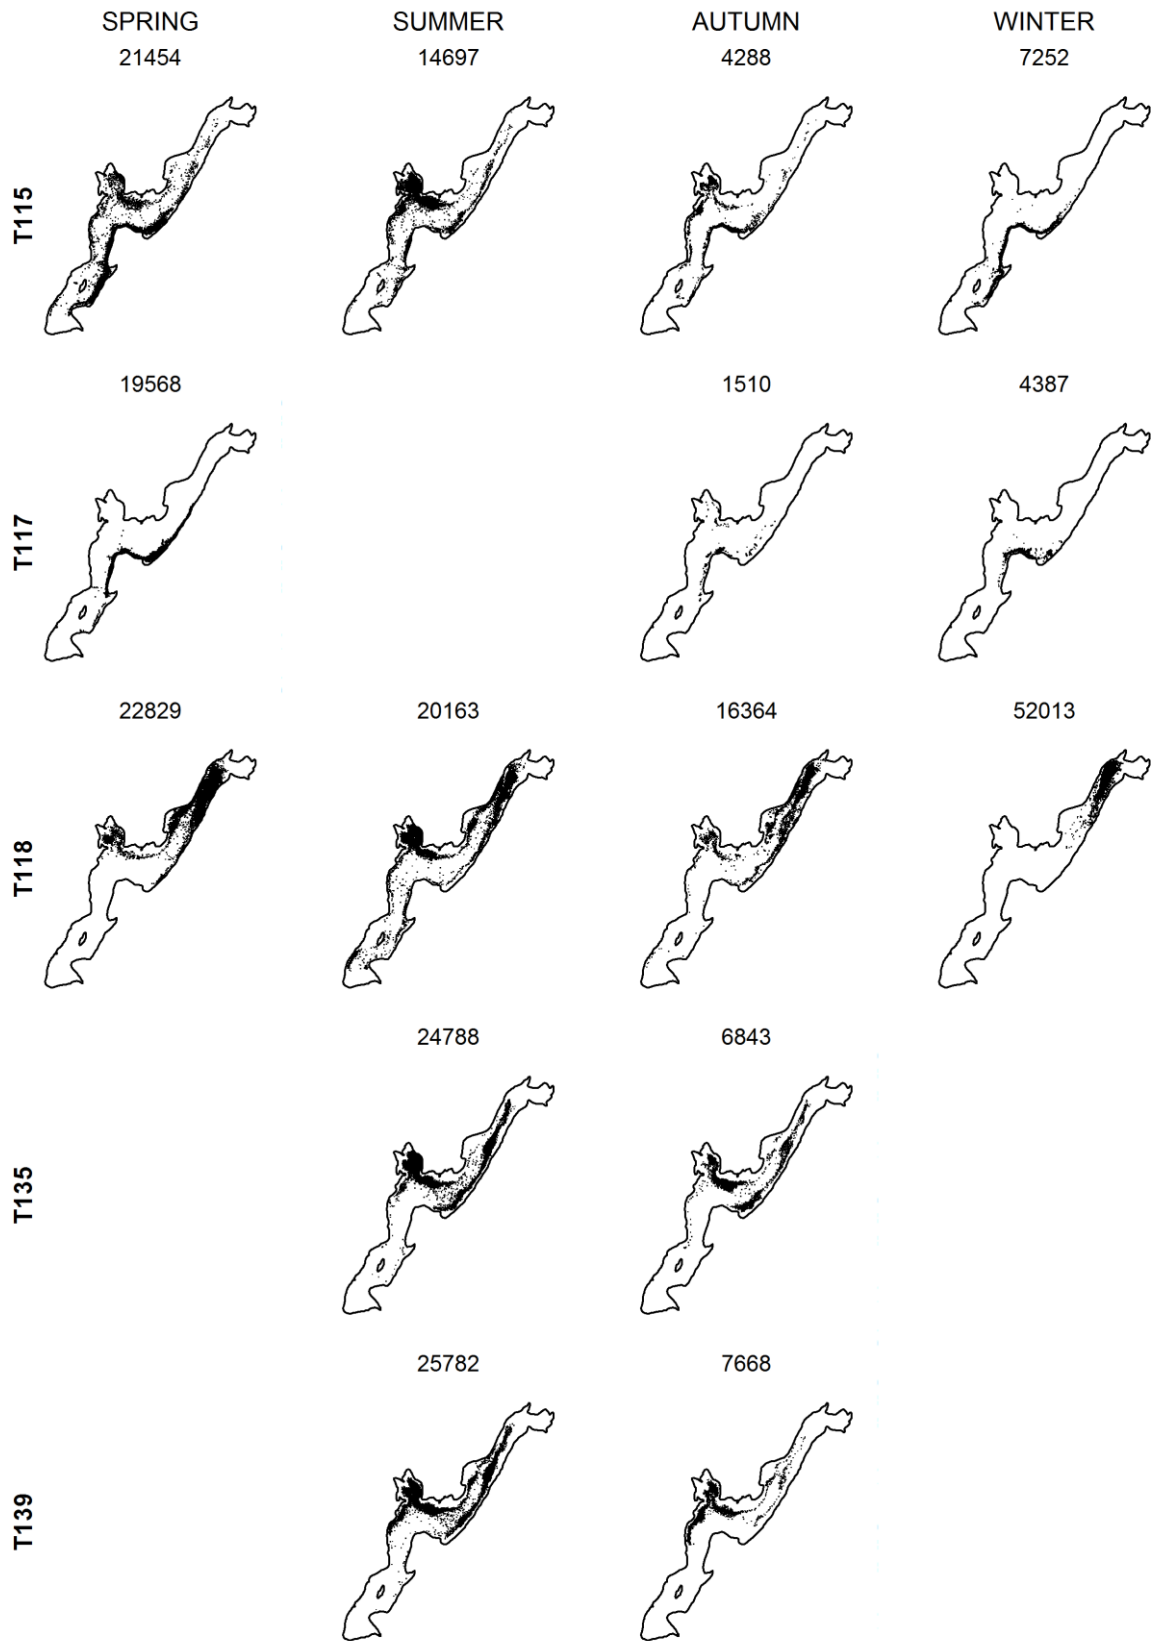 SPRING SUMMER AUTUMN WINTER
21454 14697 4288 7252
T115
19568 1510 4387
T117
22829 20163 16364 52013
T118
24788 6843
T135
25782 7668
T139